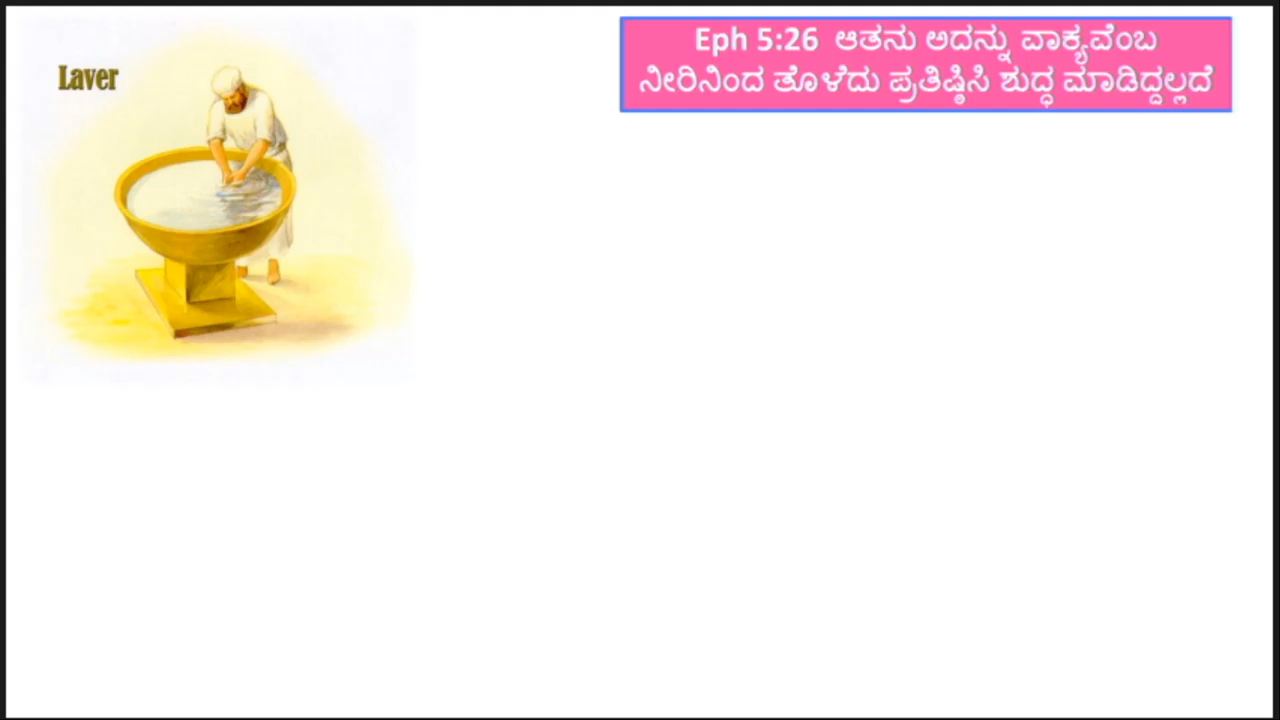 Laver
Eph 5:26 ಆತನು ಅದನ್ನು ವಾಕ್ಯವೆಂಬ
ನೀರಿನಿಂದ ತೊಳೆದು ಪ್ರತಿಷ್ಠಿಸಿ ಶುದ್ಧ ಮಾಡಿದ್ದಲ್ಲದೆ